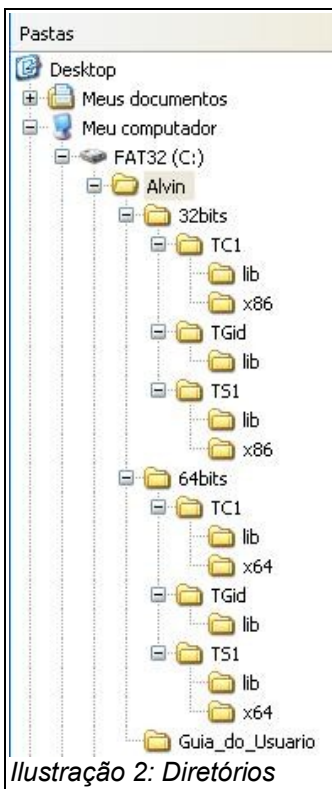 Pastas
Desktop
Meus documentos
Meu computador
FAT32 (C:)
Alvin
32bits
TC1
lib
x86
TGid
lib
TS1
lib
x86
64bits
TC1
lib
x64
TGid
lib
TS1
lib
x64
Guia_do_Usuario
Ilustração 2: Diretórios